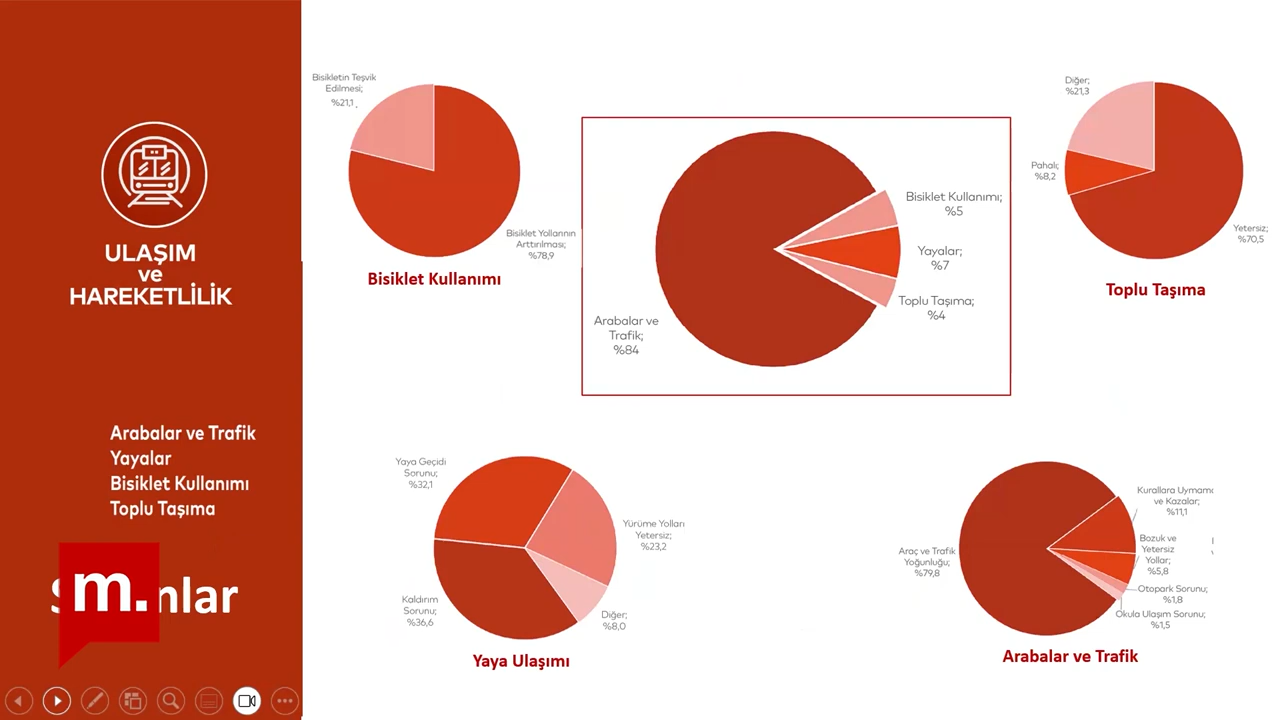 ULAŞIM
ve
HAREKETLİLİK
Arabalar ve Trafik
Yayalar
Bisiklet Kullanımı
Toplu Taşıma
m.
nlar
Bisikletin Teşvik
Edilmesi;
%21,1
Bisiklet Yollarının
Arttırılması;
%78,9
Bisiklet Kullanımı
Bisiklet Kullanımı;
%5
Yayalar;
%7
Toplu Taşıma;
%4
Arabalar ve
Trafik;
%84
Diğer;
%21,3
Pahalı;
%8,2
Yetersiz;
%70,5
Toplu Taşıma
Yaya Geçidi
Sorunu;
%32,1
Yürüme Yolları
Yetersiz;
%23,2
Kaldırım
Sorunu;
%36,6
Diğer;
%8,0
Yaya Ulaşımı
Kurallara Uymama
ve Kazalar;
%11,1
Araç ve Trafik
Yoğunluğu;
%79,8
Bozuk ve
Yetersiz
Yollar;
%5,8
Otopark Sorunu;
%1,8
Okula Ulaşım Sorunu;
%1,5
Arabalar ve Trafik